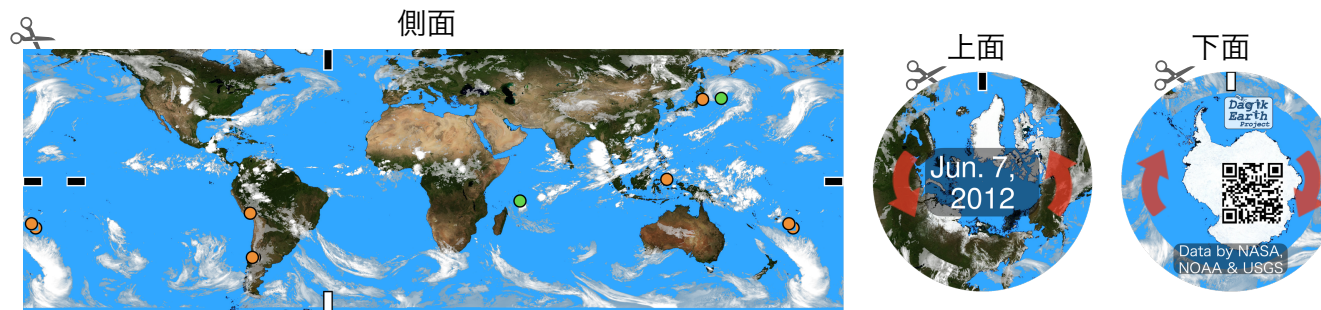 側面
上面
下面
Jun. 7,
2012
Dagik
Earth
Project
Data by NASA,
NOAA & USGS